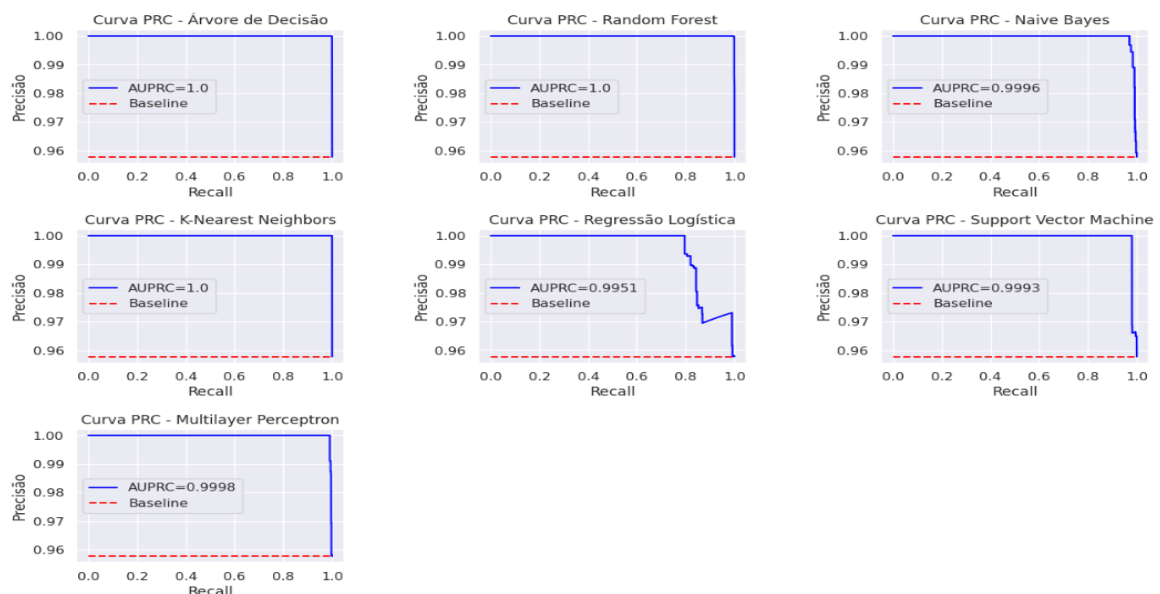 Curva PRC - Árvore de Decisão
1.00
0.99
0.98
0.97
0.96
Precisão
AUPRC=1.0
Baseline
0.0 0.2 0.4 0.6 0.8 1.0
Recall
Curva PRC - Random Forest
1.00
0.99
0.98
0.97
0.96
Precisão
AUPRC=1.0
Baseline
0.0 0.2 0.4 0.6 0.8 1.0
Recall
Curva PRC - Naive Bayes
1.00
0.99
0.98
0.97
0.96
Precisão
AUPRC=0.9996
Baseline
0.0 0.2 0.4 0.6 0.8 1.0
Recall
Curva PRC - K-Nearest Neighbors
1.00
0.99
0.98
0.97
0.96
Precisão
AUPRC=1.0
Baseline
0.0 0.2 0.4 0.6 0.8 1.0
Recall
Curva PRC - Regressão Logística
1.00
0.99
0.98
0.97
0.96
Precisão
AUPRC=0.9951
Baseline
0.0 0.2 0.4 0.6 0.8 1.0
Recall
Curva PRC - Support Vector Machine
1.00
0.99
0.98
0.97
0.96
Precisão
AUPRC=0.9993
Baseline
0.0 0.2 0.4 0.6 0.8 1.0
Recall
Curva PRC - Multilayer Perceptron
1.00
0.99
0.98
0.97
0.96
Precisão
AUPRC=0.9998
Baseline
0.0 0.2 0.4 0.6 0.8 1.0
Recall